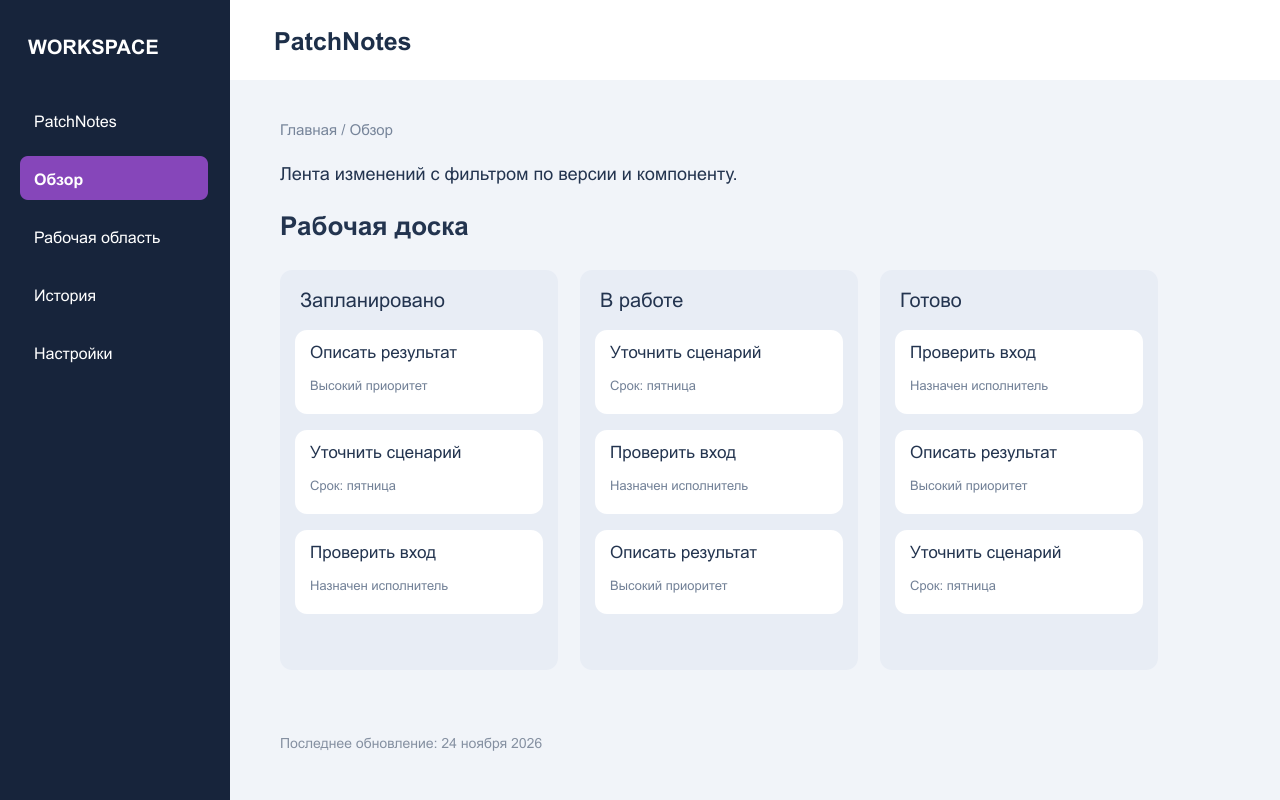 WORKSPACE
PatchNotes
Обзор
Рабочая область
История
Настройки
PatchNotes
Главная / Обзор
Лента изменений с фильтром по версии и компоненту.
Рабочая доска
Запланировано
Описать результат
Высокий приоритет
Уточнить сценарий
Срок: пятница
Проверить вход
Назначен исполнитель
В работе
Уточнить сценарий
Срок: пятница
Проверить вход
Назначен исполнитель
Описать результат
Высокий приоритет
Готово
Проверить вход
Назначен исполнитель
Описать результат
Высокий приоритет
Уточнить сценарий
Срок: пятница
Последнее обновление: 24 ноября 2026